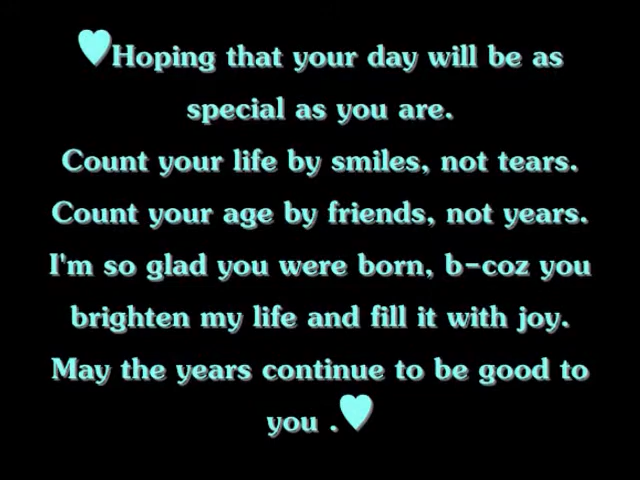 ♥Hoping that your day will be as
special as you are.
Count your life by smiles, not tears.
Count your age by friends, not years.
I'm so glad you were born, b-coz you
brighten my life and fill it with joy.
May the years continue to be good to
you .♥